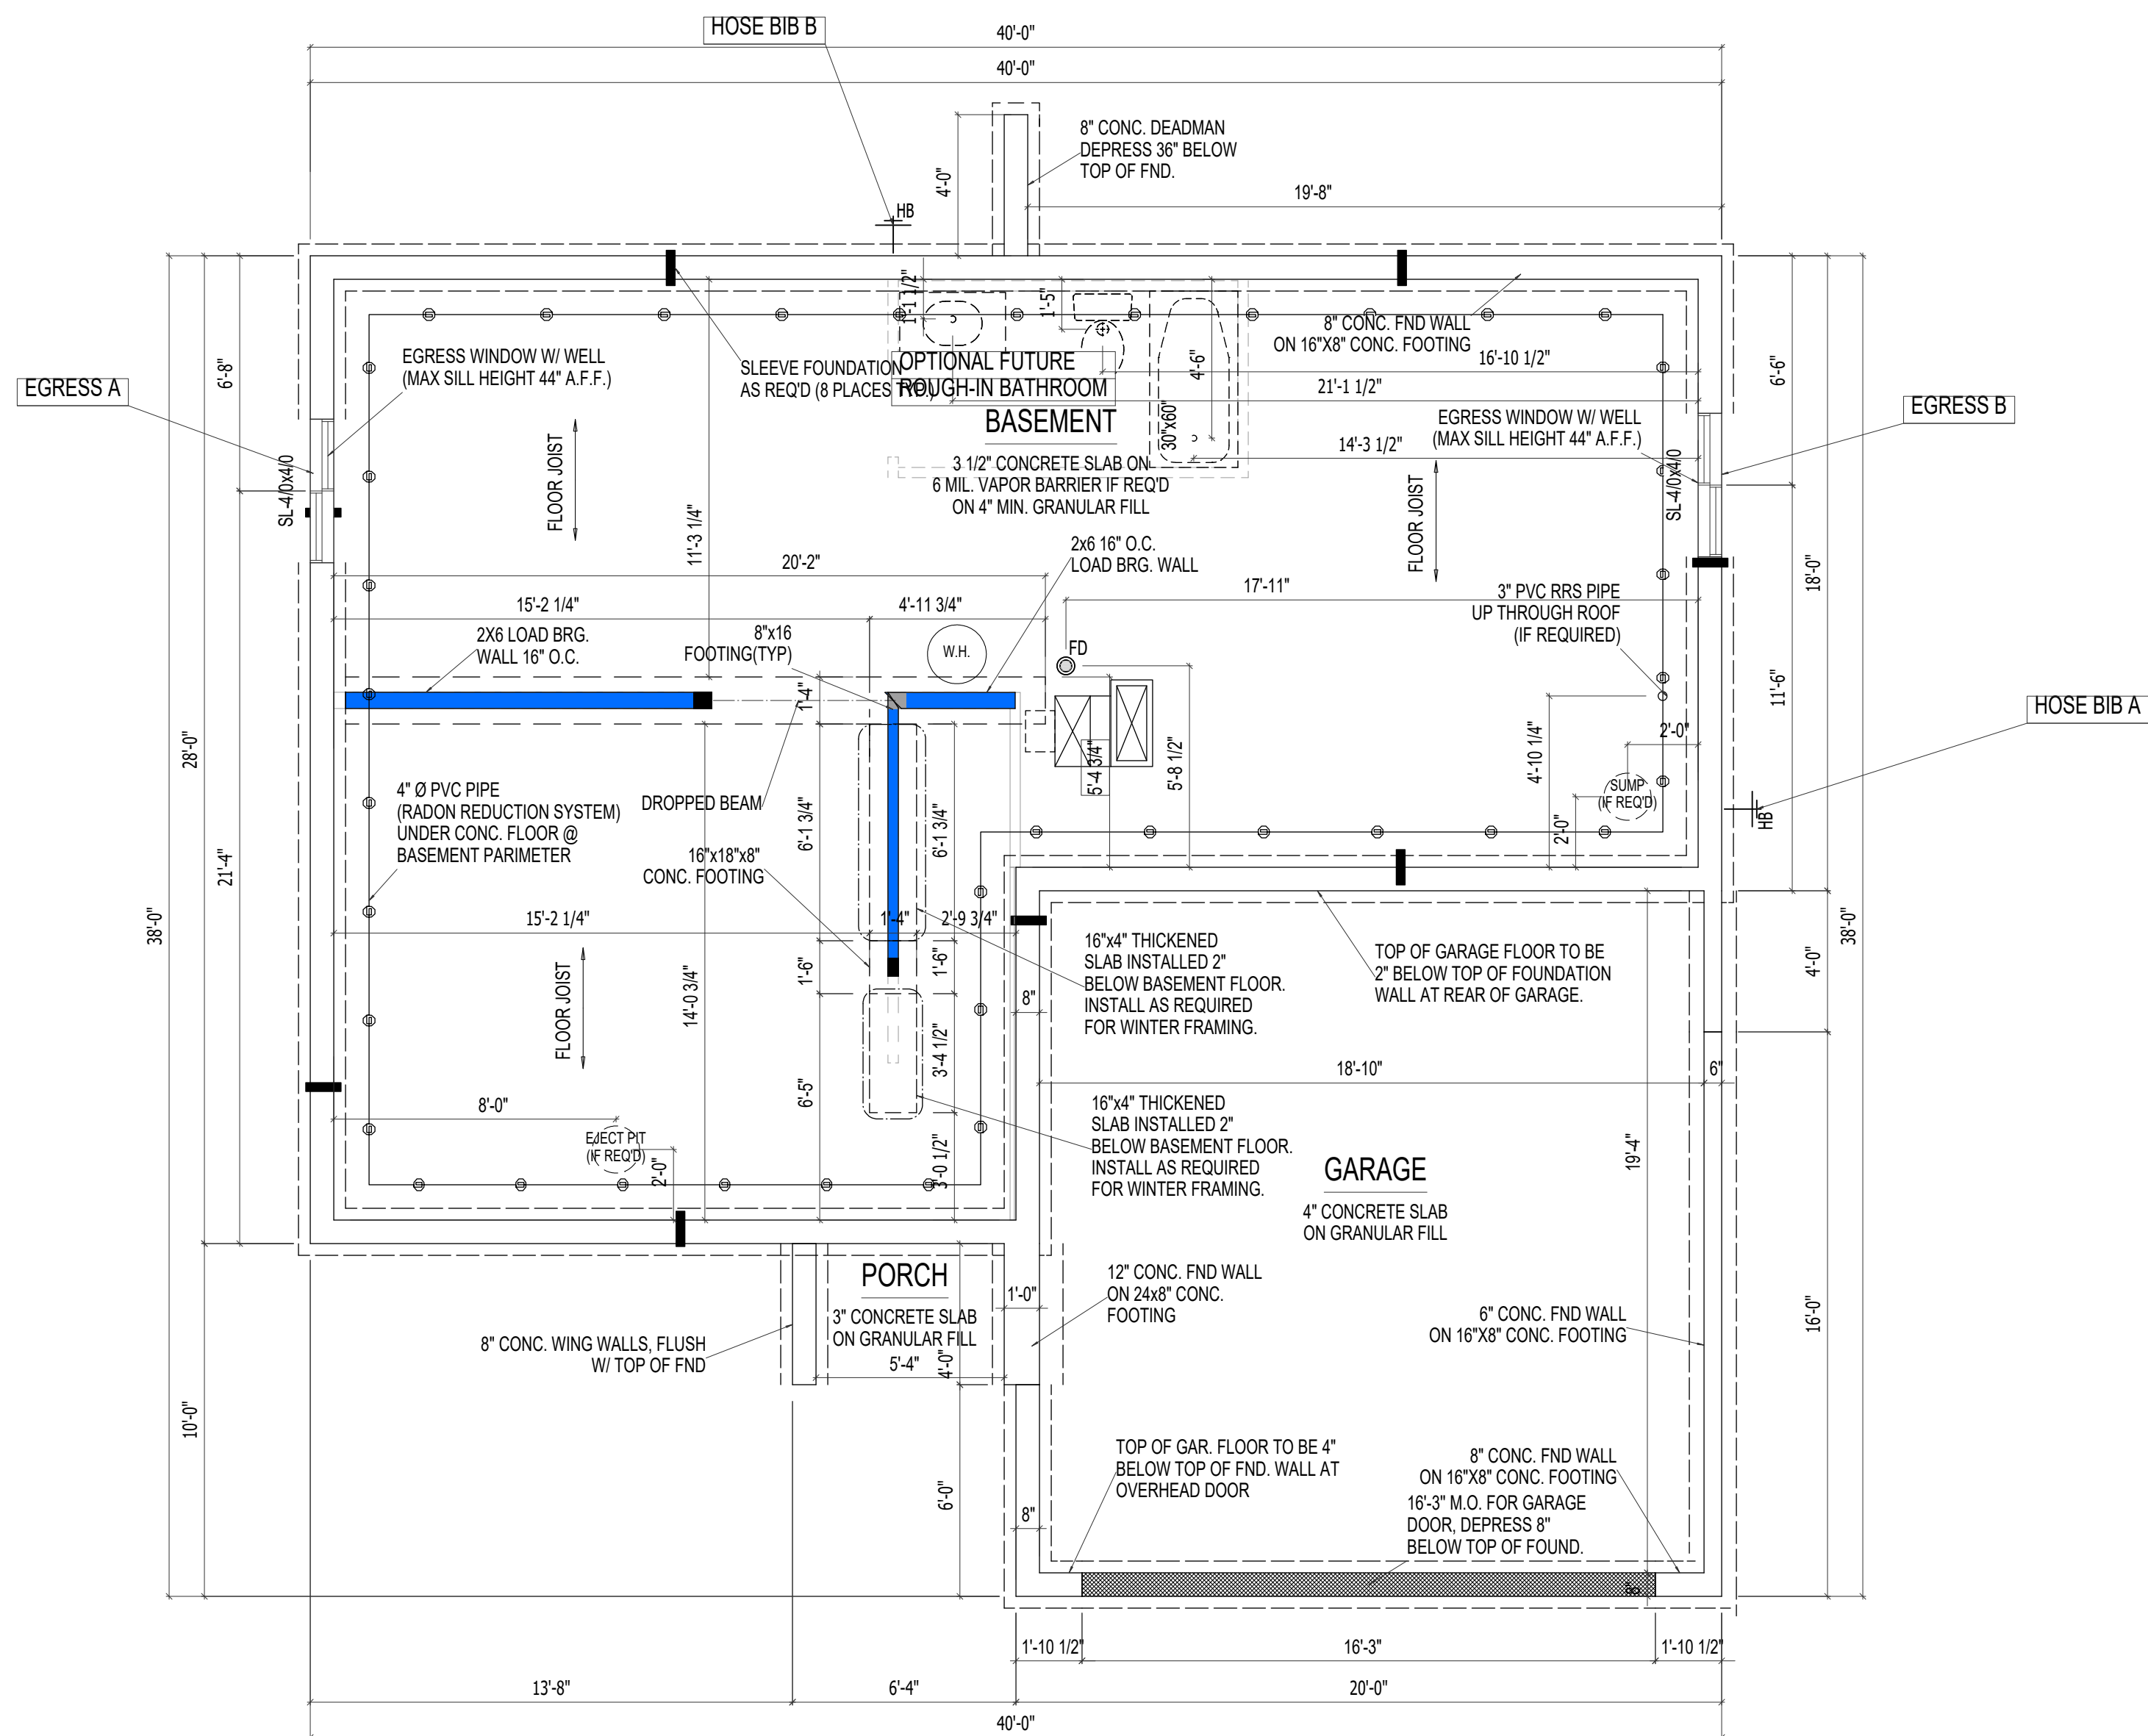 HOSE BIB B
40'-0"
40'-0"
8" CONC. DEADMAN
DEPRESS 36" BELOW
TOP OF FND.
4'-0"
19'-8"
HB
EGRESS A
6'-8"
EGRESS WINDOW W/ WELL
(MAX SILL HEIGHT 44" A.F.F.)
SL-4/0x4/0
SLEEVE FOUNDATION
AS REQ'D (8 PLACES TYP.)
1'-1 1/2"
1'-5"
OPTIONAL FUTURE
ROUGH-IN BATHROOM
BASEMENT
3 1/2" CONCRETE SLAB ON
6 MIL. VAPOR BARRIER IF REQ'D
ON 4" MIN. GRANULAR FILL
4'-6"
30"x60"
8" CONC. FND WALL
ON 16"X8" CONC. FOOTING
16'-10 1/2"
21'-1 1/2"
14'-3 1/2"
EGRESS WINDOW W/ WELL
(MAX SILL HEIGHT 44" A.F.F.)
SL-4/0x4/0
6'-6"
EGRESS B
FLOOR JOIST
11'-3 1/4"
FLOOR JOIST
20'-2"
2x6 16" O.C.
LOAD BRG. WALL
17'-11"
3" PVC RRS PIPE
UP THROUGH ROOF
(IF REQUIRED)
18'-0"
11'-6"
15'-2 1/4"
4'-11 3/4"
2X6 LOAD BRG.
WALL 16" O.C.
8"x16
FOOTING(TYP)
W.H.
FD
1'-4"
HOSE BIB A
HB
28'-0"
21'-4"
38'-0"
4" Ø PVC PIPE
(RADON REDUCTION SYSTEM)
UNDER CONC. FLOOR @
BASEMENT PARIMETER
DROPPED BEAM
16"x18"x8"
CONC. FOOTING
6'-1 3/4"
6'-1 3/4"
5'-4 3/4"
5'-8 1/2"
4'-10 1/4"
2'-0"
SUMP
(IF REQ'D)
2'-0"
15'-2 1/4"
1'-4"
2'-9 3/4"
14'-0 3/4"
1'-6"
1'-6"
FLOOR JOIST
8"
16"x4" THICKENED
SLAB INSTALLED 2"
BELOW BASEMENT FLOOR.
INSTALL AS REQUIRED
FOR WINTER FRAMING.
TOP OF GARAGE FLOOR TO BE
2" BELOW TOP OF FOUNDATION
WALL AT REAR OF GARAGE.
4'-0"
38'-0"
18'-10"
6"
3'-4 1/2"
6'-5"
8'-0"
EJECT PIT
(IF REQ'D)
2'-0"
3'-0 1/2"
16"x4" THICKENED
SLAB INSTALLED 2"
BELOW BASEMENT FLOOR.
INSTALL AS REQUIRED
FOR WINTER FRAMING.
GARAGE
4" CONCRETE SLAB
ON GRANULAR FILL
19'-4"
PORCH
3" CONCRETE SLAB
ON GRANULAR FILL
5'-4"
4'-0"
1'-0"
12" CONC. FND WALL
ON 24x8" CONC.
FOOTING
8" CONC. WING WALLS, FLUSH
W/ TOP OF FND
6" CONC. FND WALL
ON 16"X8" CONC. FOOTING
16'-0"
10'-0"
6'-0"
8"
TOP OF GAR. FLOOR TO BE 4"
BELOW TOP OF FND. WALL AT
OVERHEAD DOOR
8" CONC. FND WALL
ON 16"X8" CONC. FOOTING
16'-3" M.O. FOR GARAGE
DOOR, DEPRESS 8"
BELOW TOP OF FOUND.
8"
1'-10 1/2"
16'-3"
1'-10 1/2"
13'-8"
6'-4"
20'-0"
40'-0"